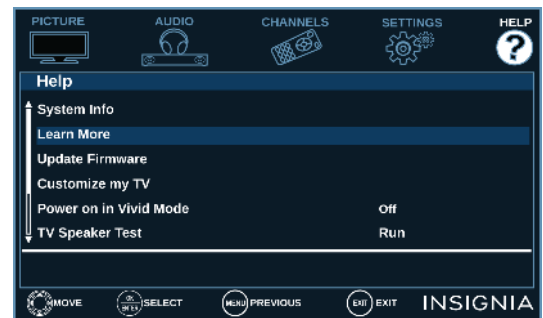 PICTURE AUDIO CHANNELS SETTINGS HELP
?
Help
System Info
Learn More
Update Firmware
Customize my TV
Power on in Vivid Mode Off
TV Speaker Test Run
MOVE OK ENTER SELECT MENU PREVIOUS EXIT EXIT INSIGNIA